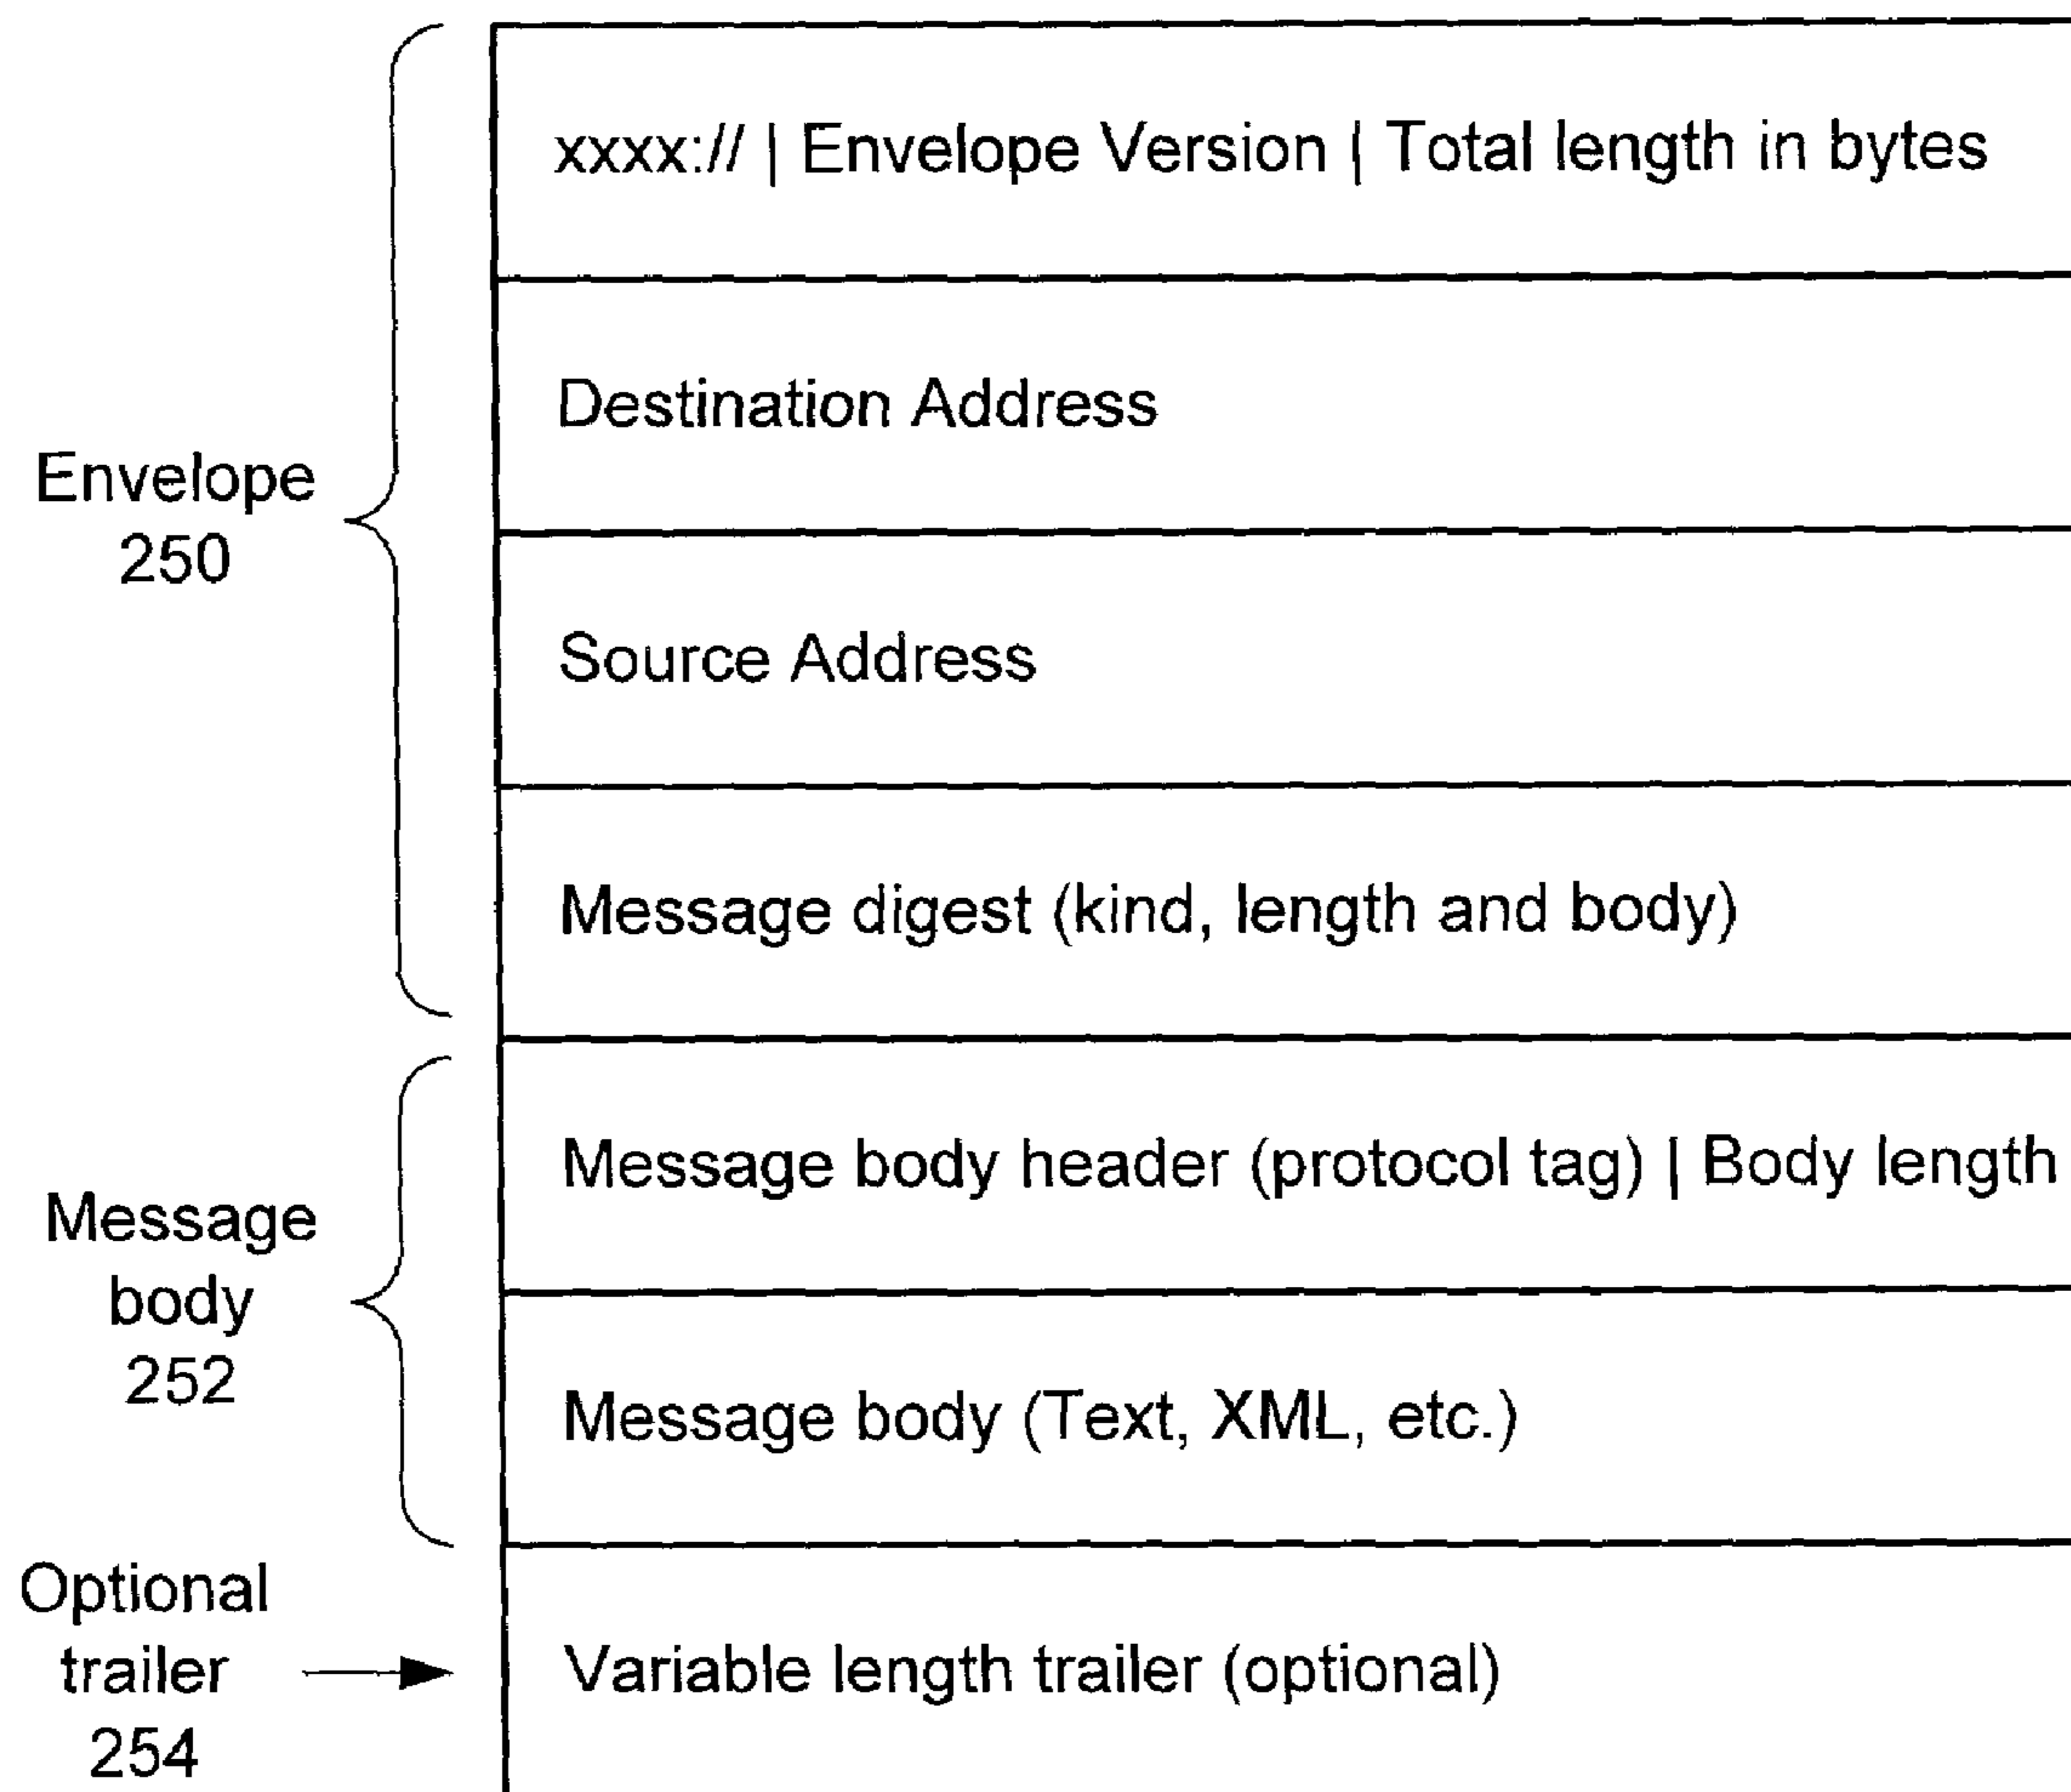 xxxx:// | Envelope Version | Total length in bytes
Destination Address
Envelope
250
Source Address
Message digest (kind, length and body)
Message body header (protocol tag) | Body length
Message
body
252
Message body (Text, XML, etc.)
Optional
trailer
254
Variable length trailer (optional)